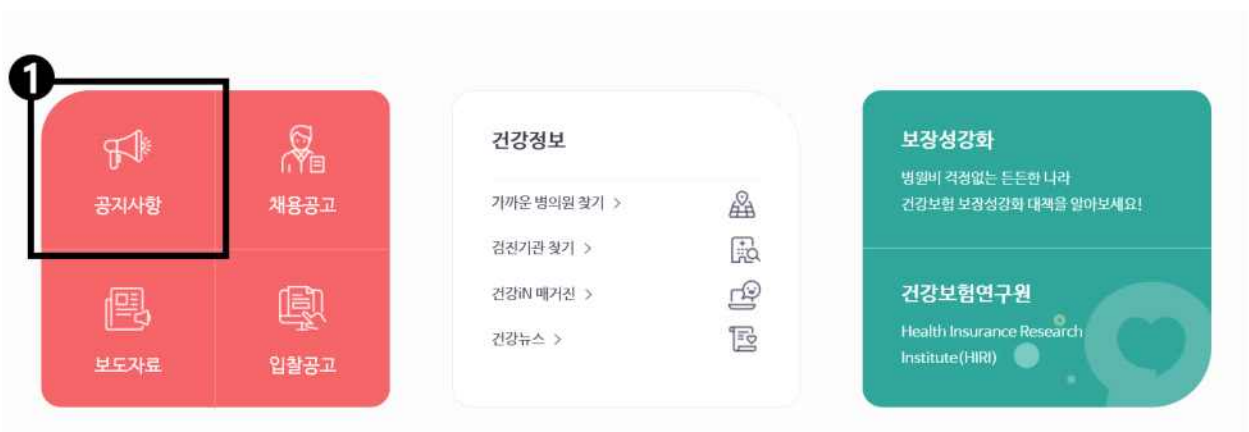 1
공지사항
채용공고
보도자료
입찰공고
건강정보
가까운 병의원 찾기 >
검진기관 찾기 >
건강iN 매거진 >
건강뉴스 >
보장성강화
병원비 걱정없는 든든한 나라
건강보험 보장성강화 대책을 알아보세요!
건강보험연구원
Health Insurance Research
Institute(HIRI)